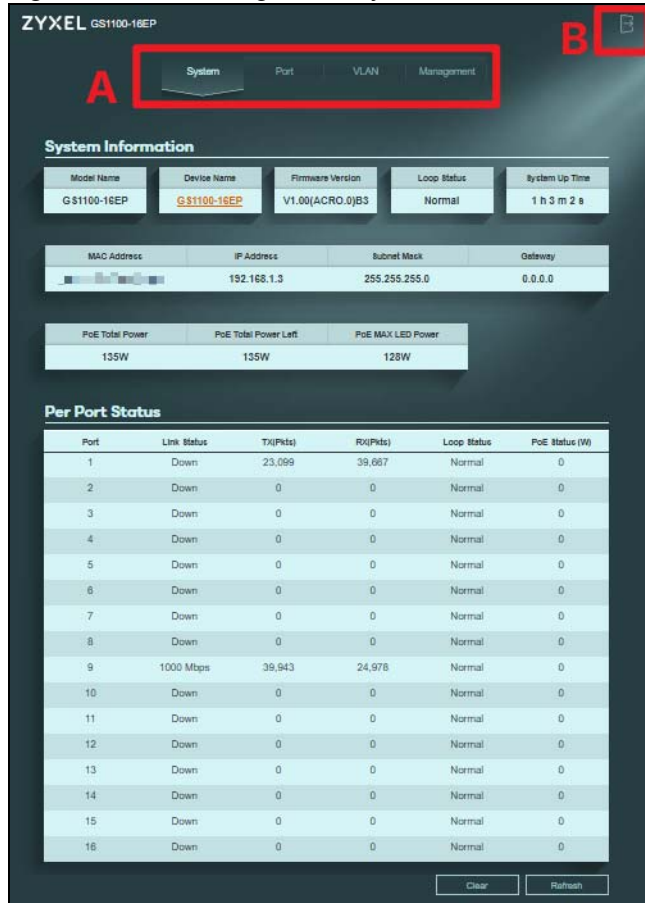 ZYXEL GS1100-16EP
B
A
System Port VLAN Management
System Information
Model Name Device Name Firmware Version Loop Status System Up Time
GS1100-16EP GS1100-16EP V1.00(ACRO.0)B3 Normal 1 h 3 m 2 s
MAC Address IP Address Subnet Mask Gateway
192.168.1.3 255.255.255.0 0.0.0.0
PoE Total Power PoE Total Power Left PoE MAX LED Power
135W 135W 128W
Per Port Status
Port Link Status TX(Pkts) RX(Pkts) Loop Status PoE Status (W)
1 Down 23,099 39,667 Normal 0
2 Down 0 0 Normal 0
3 Down 0 0 Normal 0
4 Down 0 0 Normal 0
5 Down 0 0 Normal 0
6 Down 0 0 Normal 0
7 Down 0 0 Normal 0
8 Down 0 0 Normal 0
9 1000 Mbps 39,943 24,978 Normal 0
10 Down 0 0 Normal 0
11 Down 0 0 Normal 0
12 Down 0 0 Normal 0
13 Down 0 0 Normal 0
14 Down 0 0 Normal 0
15 Down 0 0 Normal 0
16 Down 0 0 Normal 0
Clear Refresh